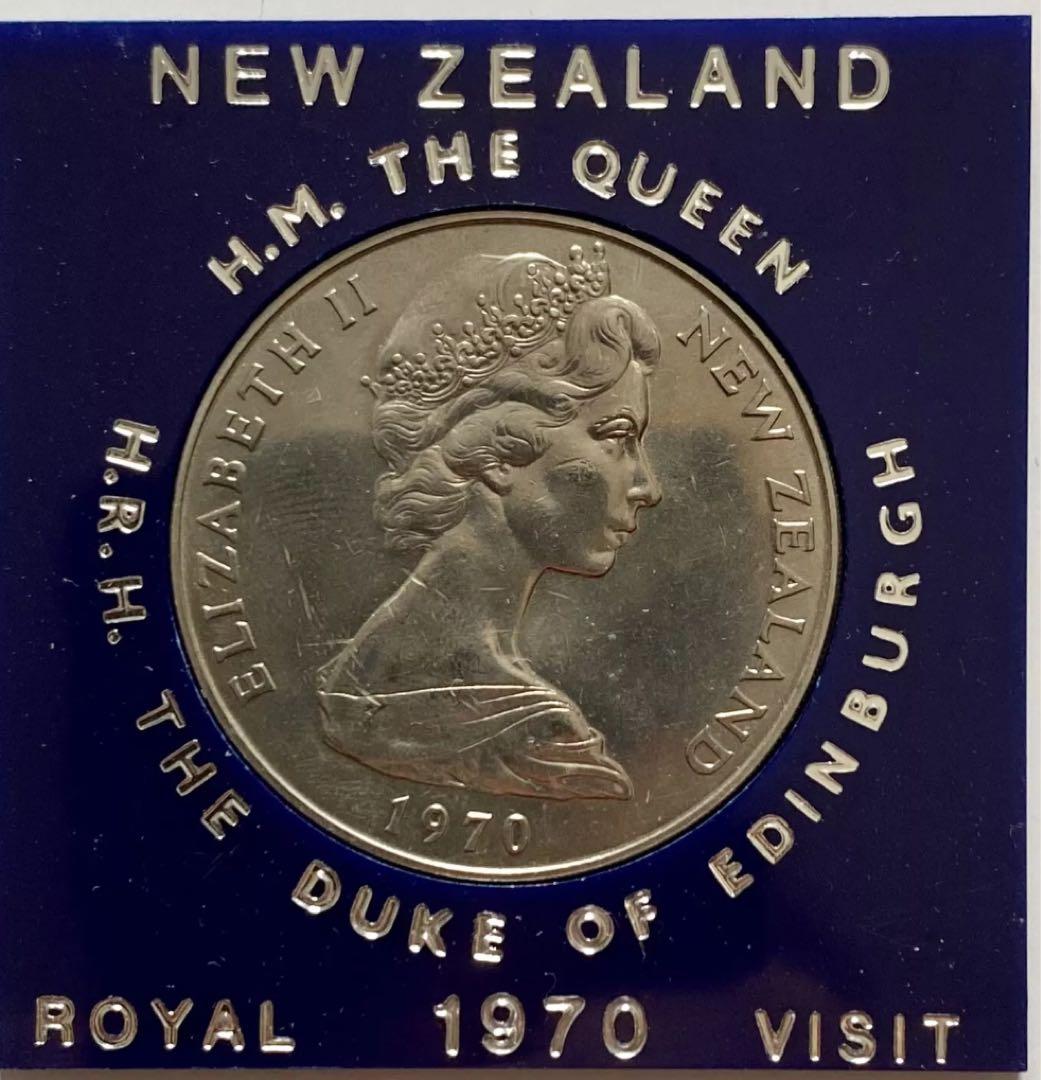 NEW ZEALAND
H.M. THE QUEEN
ELIZABETH II
NEW ZEALAND
1970
H.R.H. THE DUKE OF EDINBURGH
ROYAL 1970 VISIT